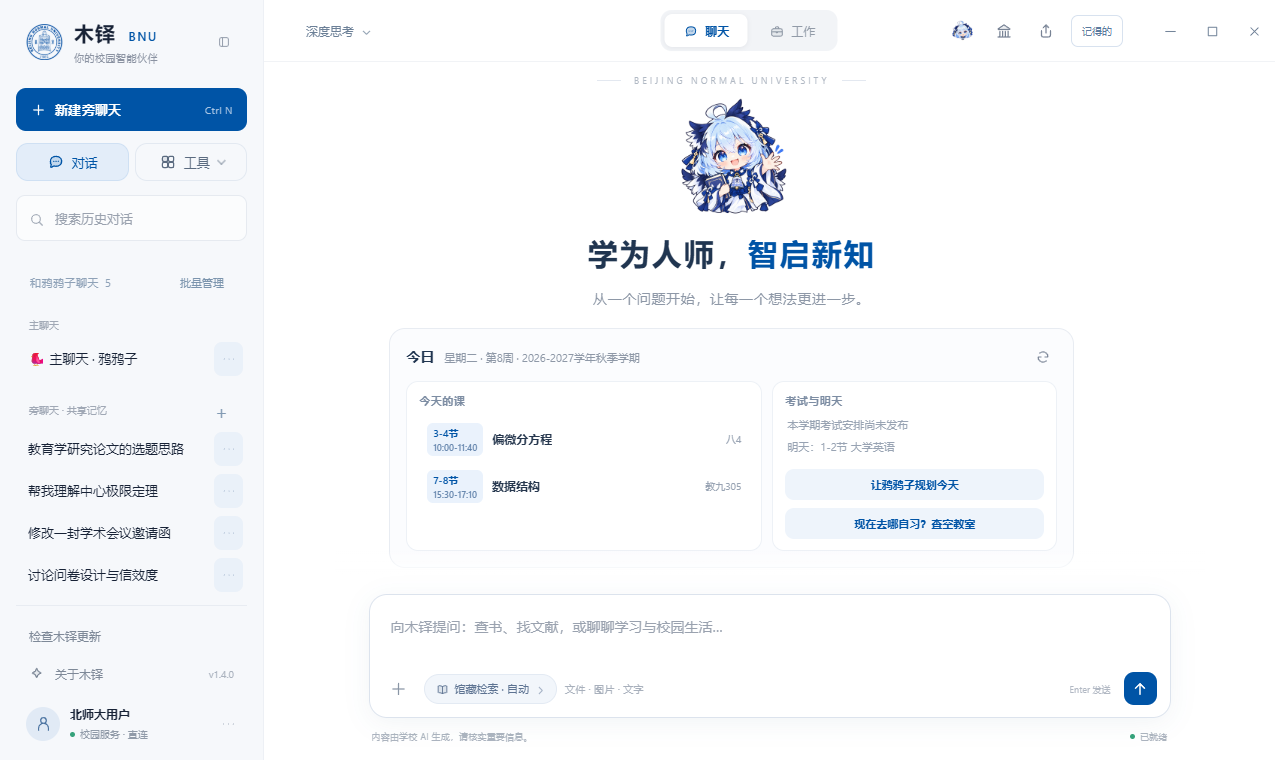 木铎 BNU
你的校园智能伙伴
新建旁聊天 Ctrl N
对话
工具
搜索历史对话
和鸦鸦子聊天 5
批量管理
主聊天
主聊天 · 鸦鸦子
旁聊天 · 共享记忆
教育学研究论文的选题思路
帮我理解中心极限定理
修改一封学术会议邀请函
讨论问卷设计与信效度
检查木铎更新
关于木铎 v1.4.0
北师大用户
校园服务 · 直连
深度思考
聊天
工作
记得的
BEIJING NORMAL UNIVERSITY
学为人师，智启新知
从一个问题开始，让每一个想法更进一步。
今日 星期二 · 第8周 · 2026-2027学年秋季学期
今天的课
3-4节
10:00-11:40
偏微分方程
八4
7-8节
15:30-17:10
数据结构
教九305
考试与明天
本学期考试安排尚未发布
明天：1-2节 大学英语
让鸦鸦子规划今天
现在去哪自习？查空教室
向木铎提问：查书、找文献，或聊聊学习与校园生活...
馆藏检索 · 自动
文件 · 图片 · 文字
Enter 发送
内容由学校 AI 生成，请核实重要信息。
已就绪